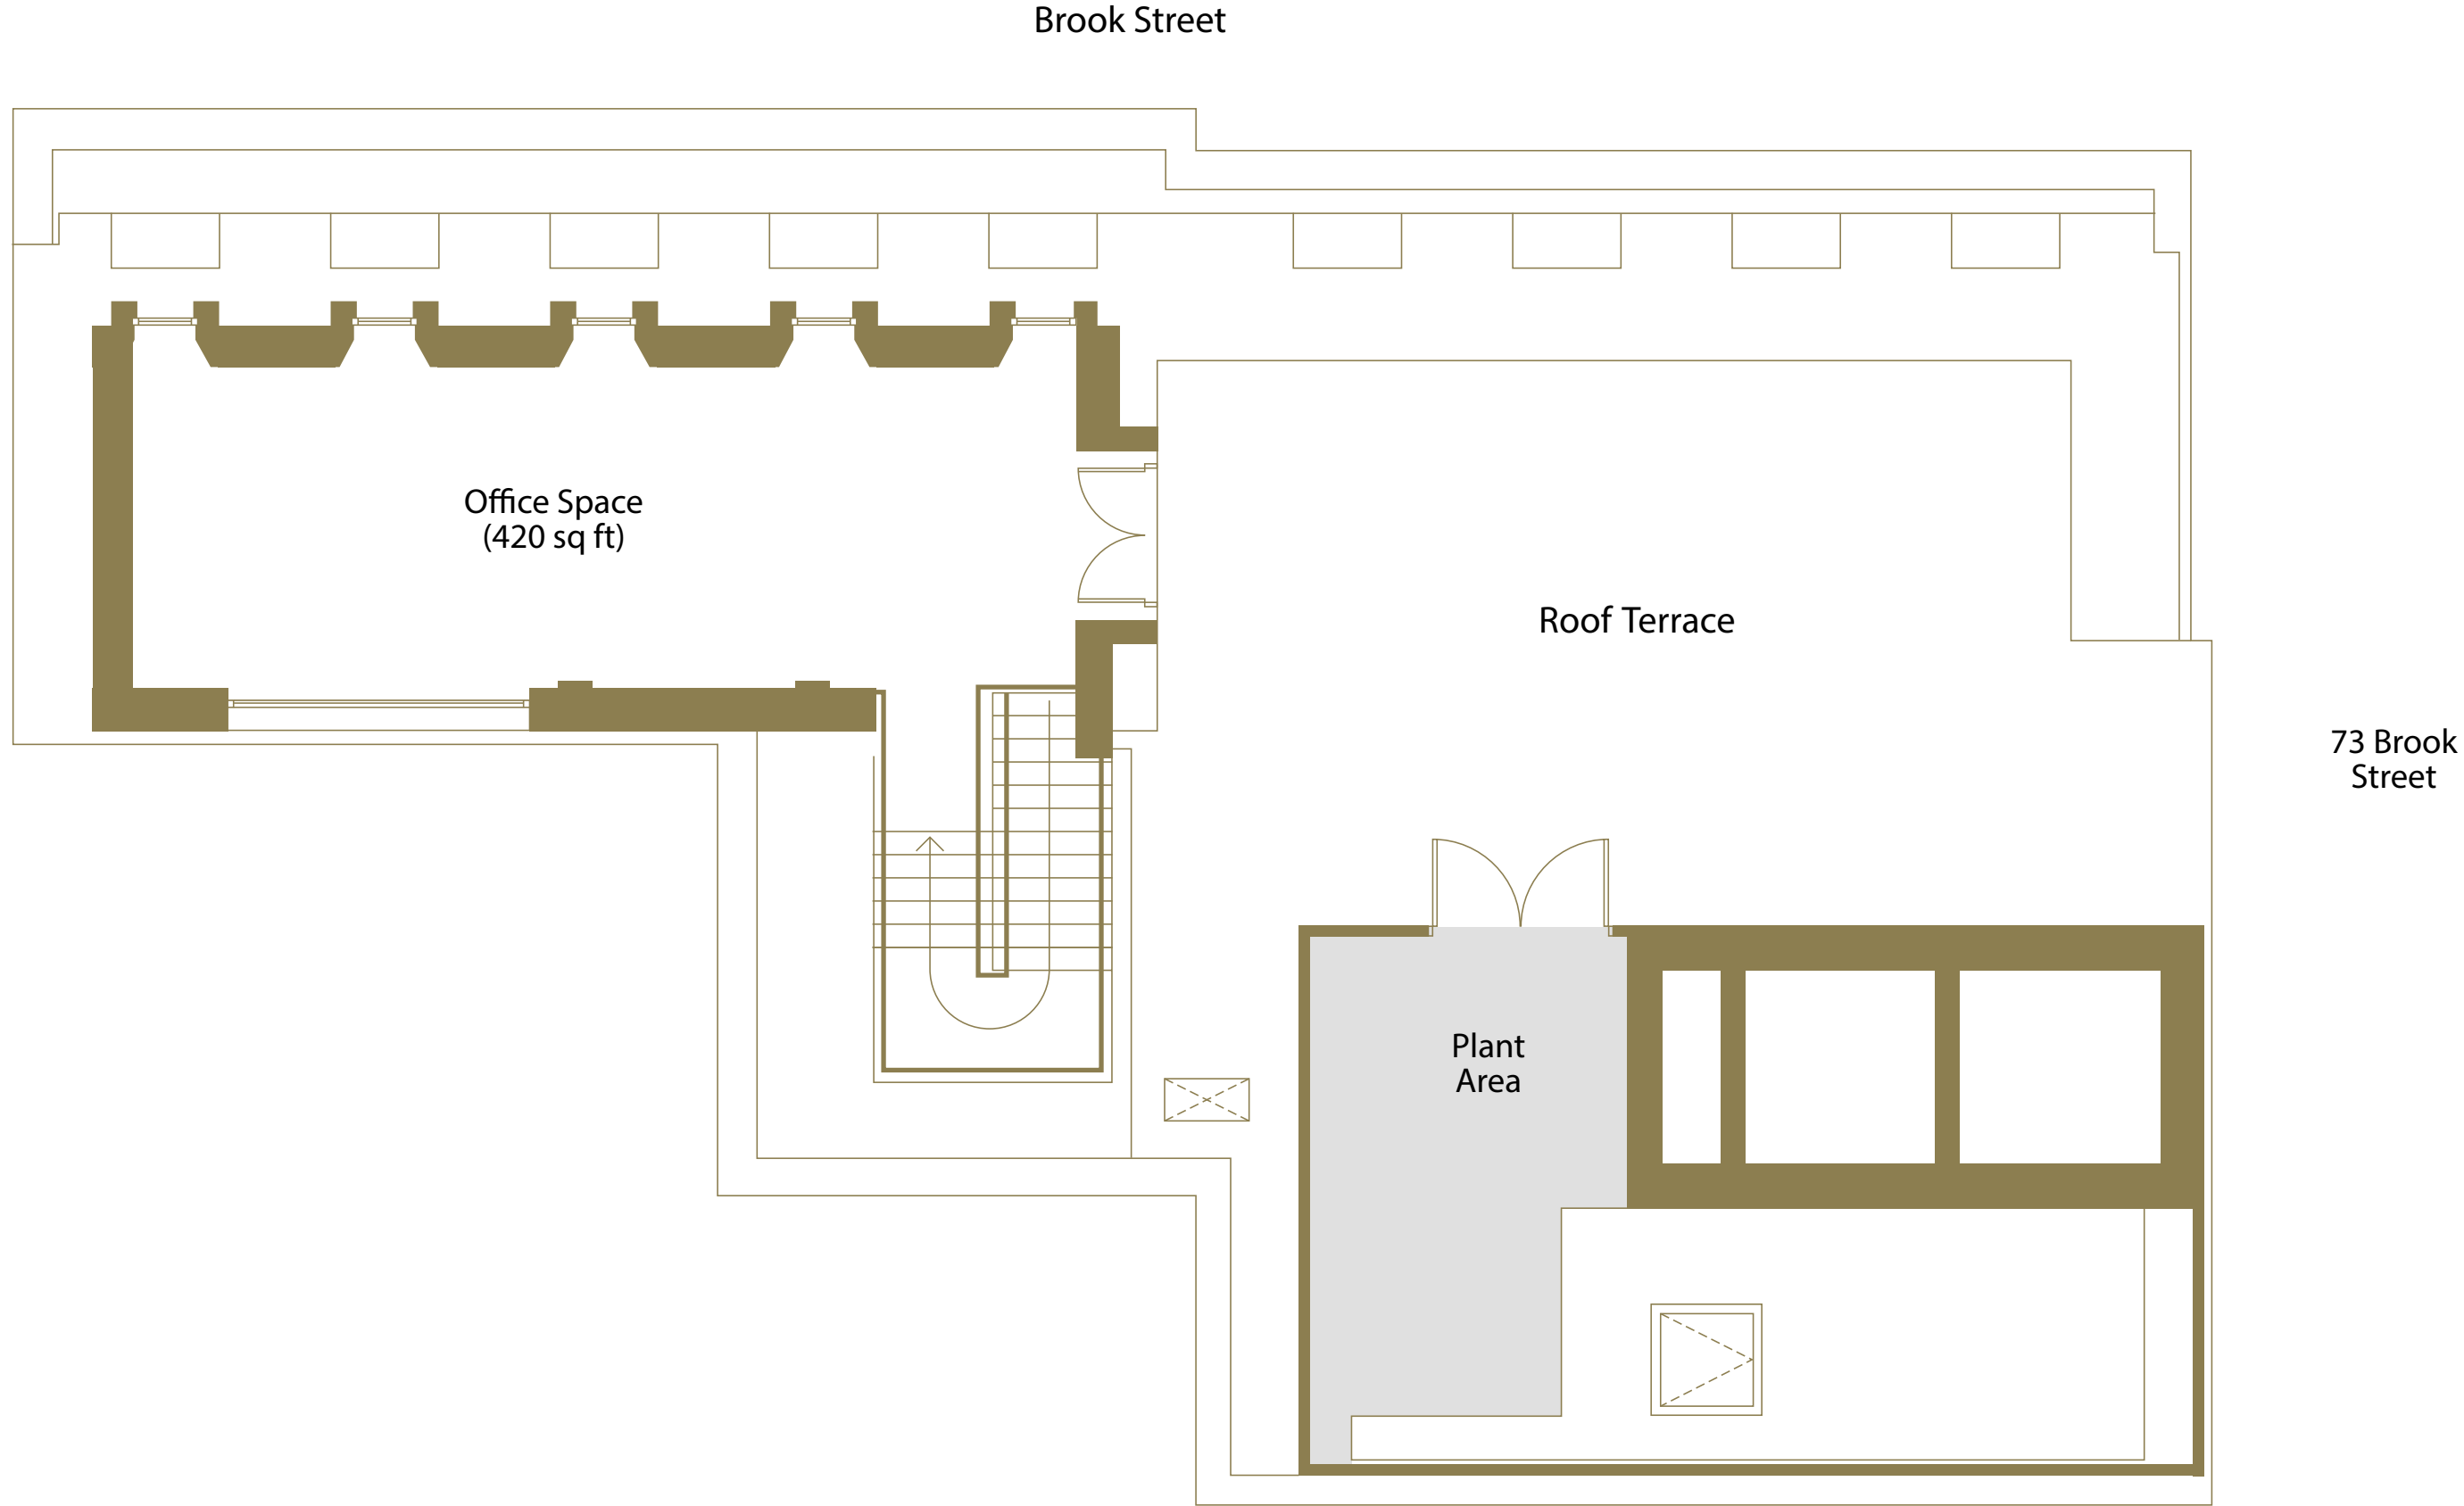 Brook Street
Office Space
(420 sq ft)
Roof Terrace
73 Brook
Street
Plant
Area